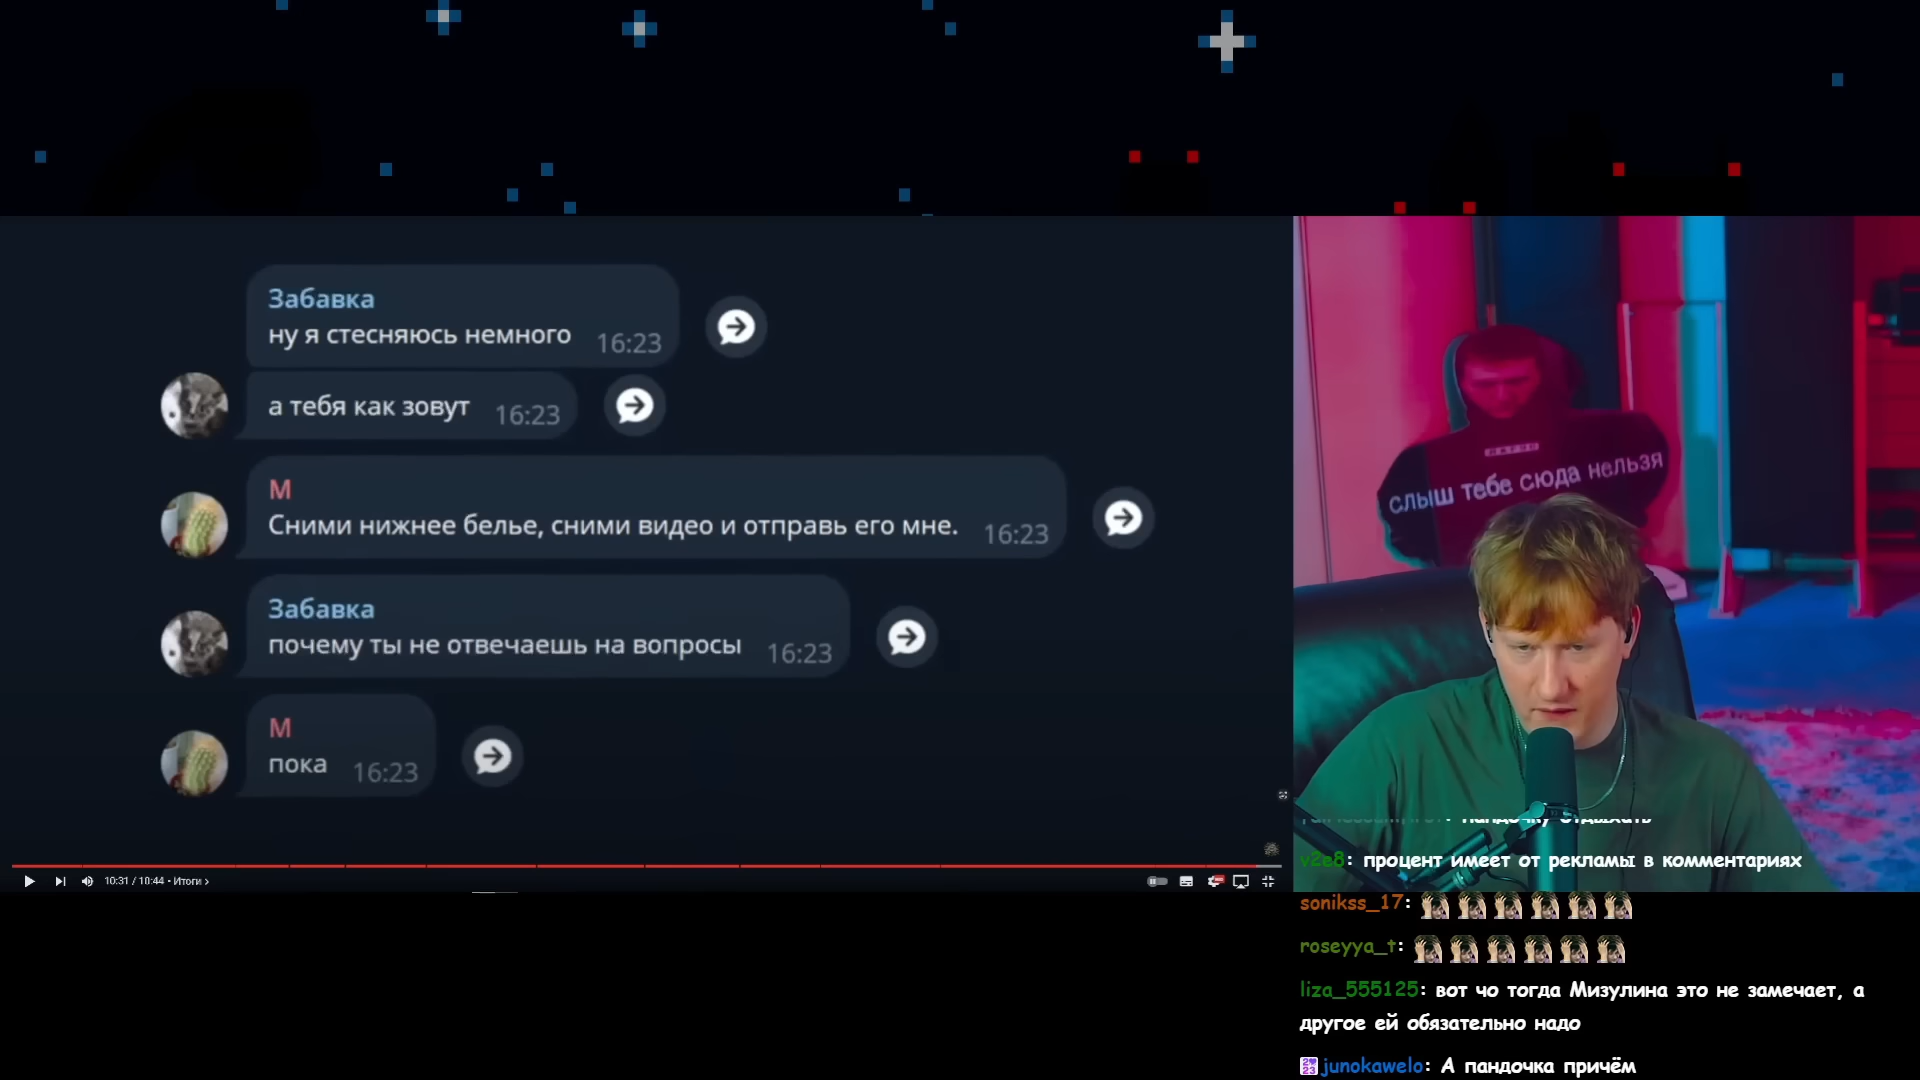 Забавка
ну я стесняюсь немного 16:23
а тебя как зовут 16:23
М
Сними нижнее белье, сними видео и отправь его мне. 16:23
Забавка
почему ты не отвечаешь на вопросы 16:23
М
пока 16:23
10:31 / 10:44 • Итоги >
слыш тебе сюда нельзя
пандочку отдыхать
v2e8: процент имеет от рекламы в комментариях
sonikss_17:
roseyya_t:
liza_555125: вот чо тогда Мизулина это не замечает, а
другое ей обязательно надо
junokawelo: А пандочка причём